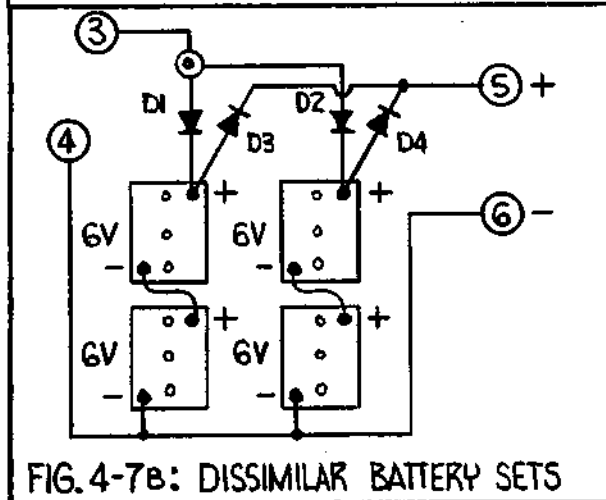 3
D1
D3
D2
D4
5 +
4
+
6V
-
+
6V
-
6 -
+
6V
-
+
6V
-
FIG. 4-7B: DISSIMILAR BATTERY SETS